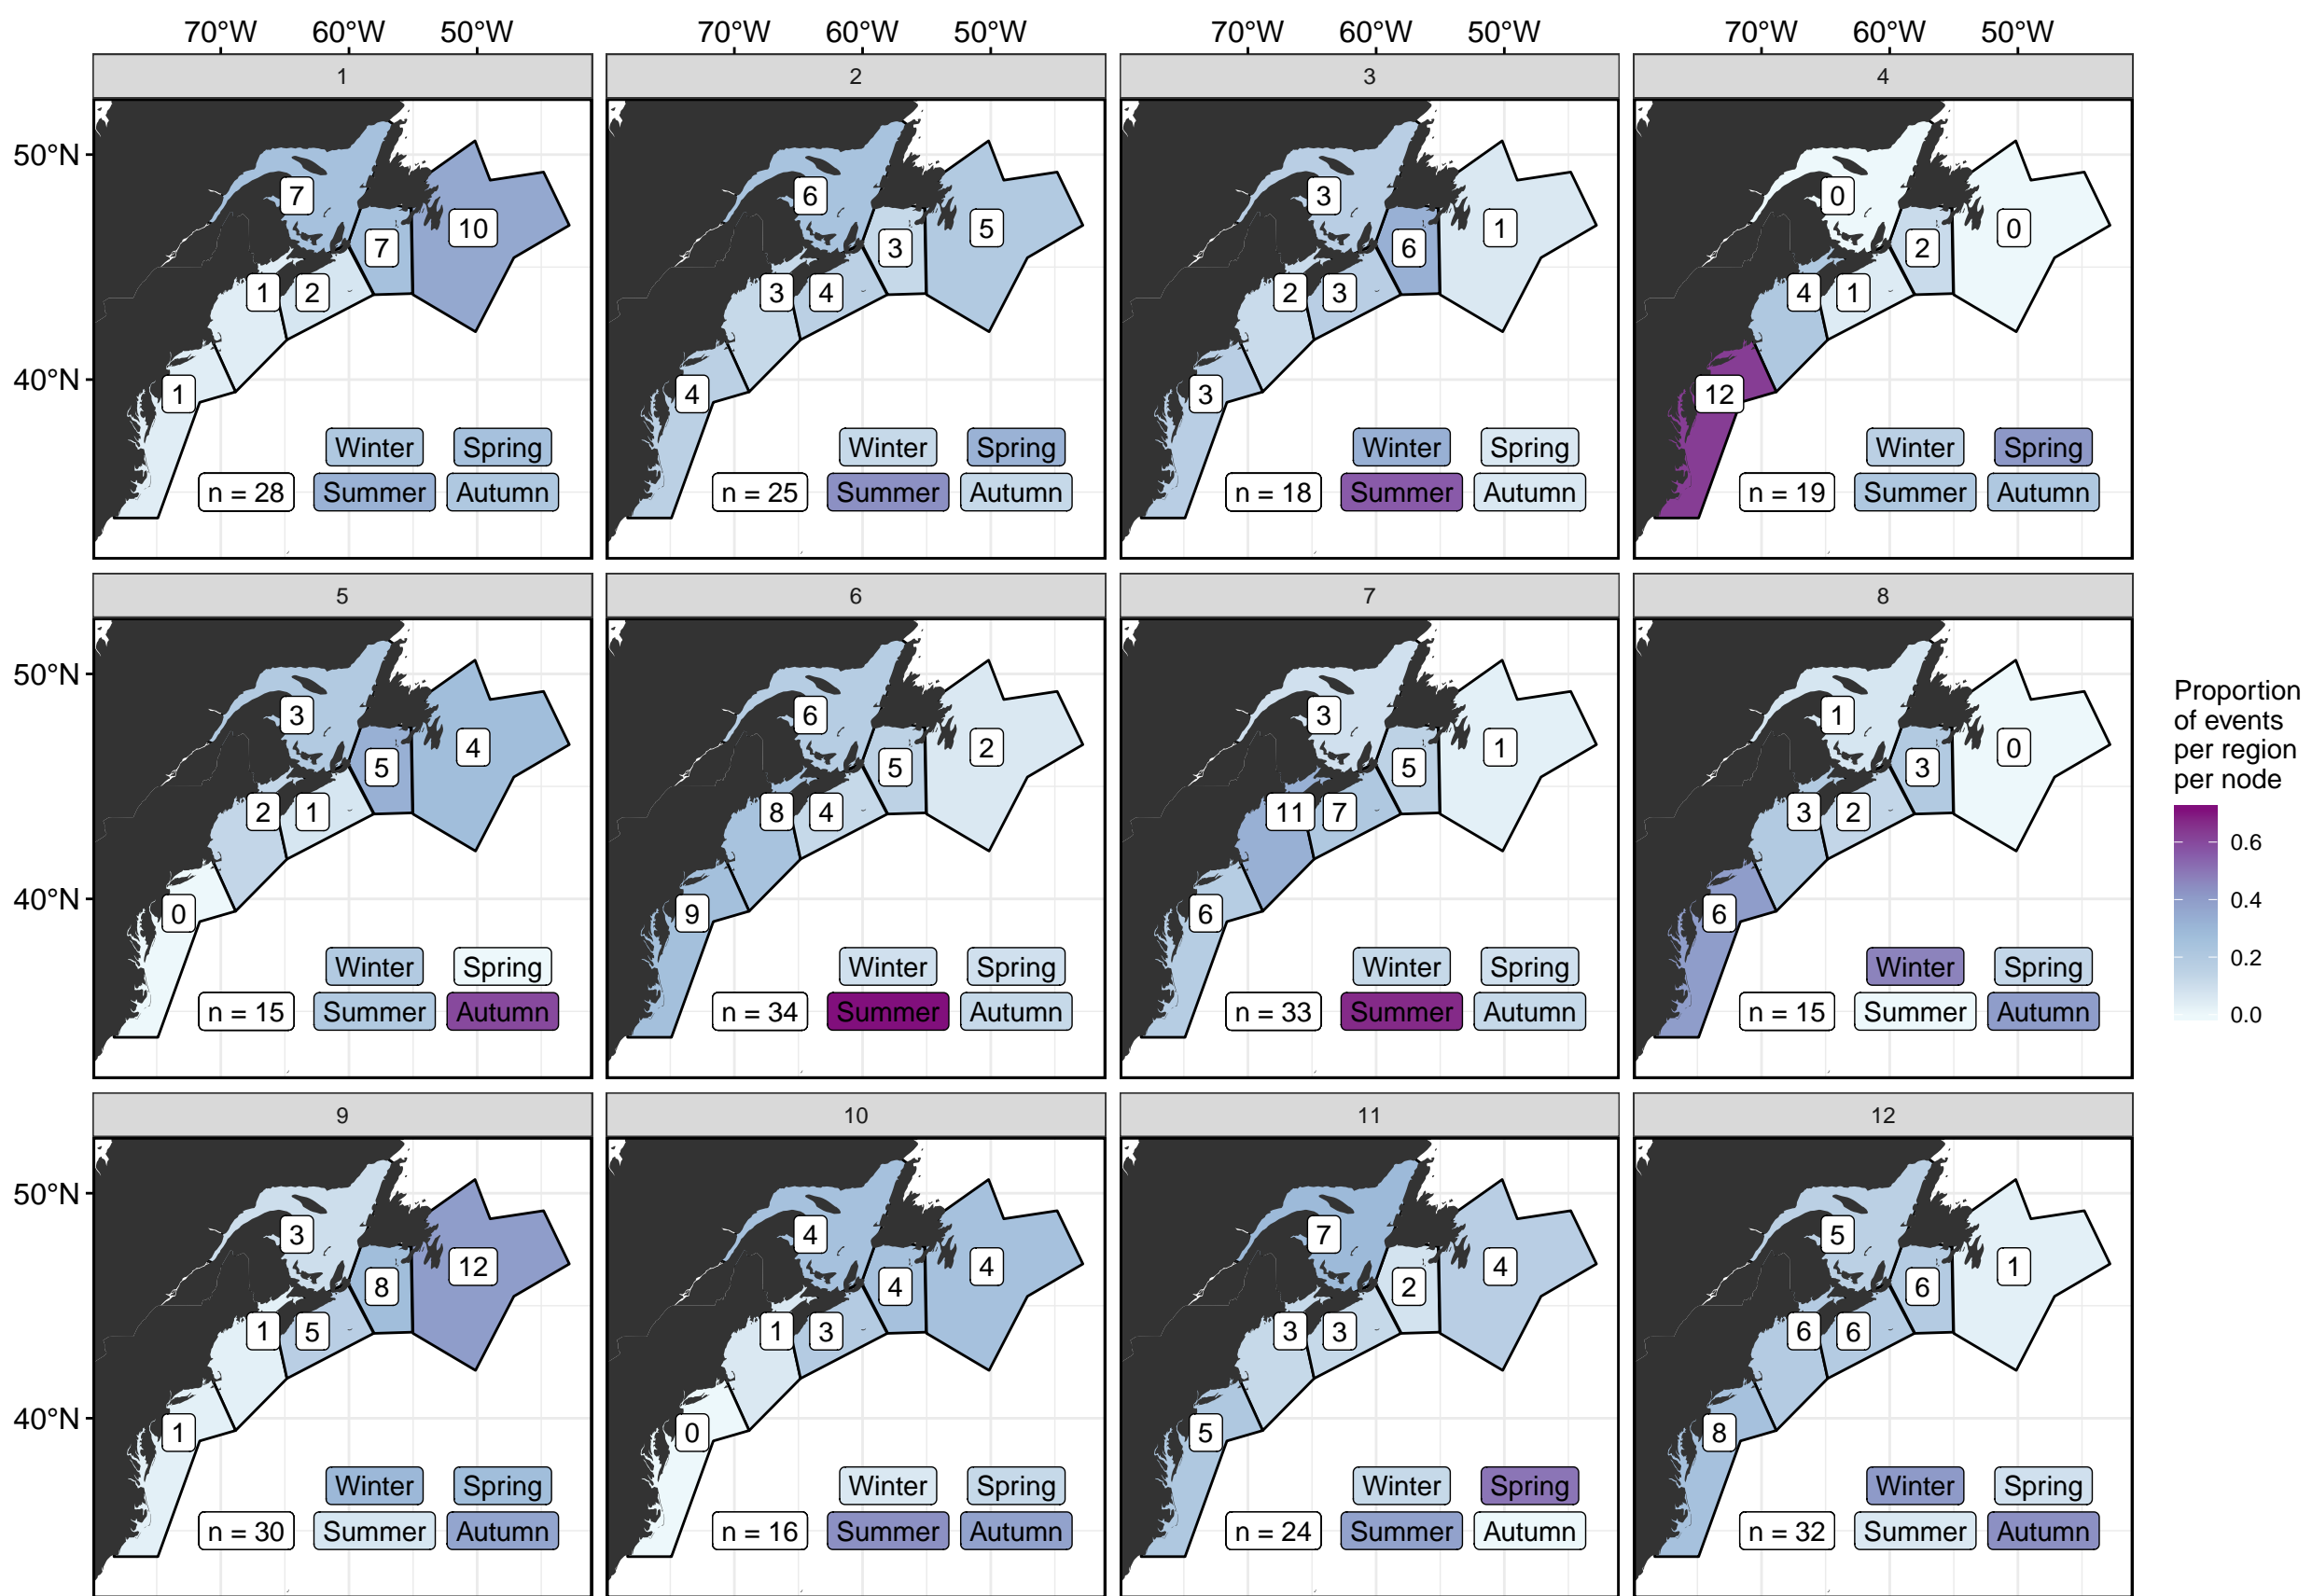 70°W 60°W 50°W 70°W 60°W 50°W 70°W 60°W 50°W 70°W 60°W 50°W
1 2 3 4
50°N
40°N
7
7
10
1 2
1
Winter Spring
n = 28 Summer Autumn
6
3
5
3 4
4
Winter Spring
n = 25 Summer Autumn
3
6
1
2 3
3
Winter Spring
n = 18 Summer Autumn
0
2
0
4 1
12
Winter Spring
n = 19 Summer Autumn
5 6 7 8
50°N
40°N
3
5
4
2 1
0
Winter Spring
n = 15 Summer Autumn
6
5
2
8 4
9
Winter Spring
n = 34 Summer Autumn
3
5
1
11 7
6
Winter Spring
n = 33 Summer Autumn
1
3
0
3 2
6
Winter Spring
n = 15 Summer Autumn
9 10 11 12
50°N
40°N
3
8
12
1 5
1
Winter Spring
n = 30 Summer Autumn
4
4
4
1 3
0
Winter Spring
n = 16 Summer Autumn
7
2
4
3 3
5
Winter Spring
n = 24 Summer Autumn
5
6
1
6 6
8
Winter Spring
n = 32 Summer Autumn
Proportion
of events
per region
per node
0.6
0.4
0.2
0.0